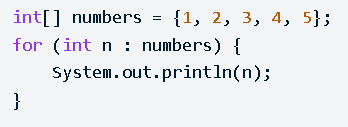 int[] numbers = {1, 2, 3, 4, 5};
for (int n : numbers) {
    System.out.println(n);
}